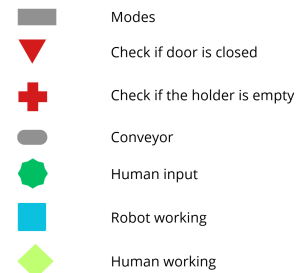 Modes
Check if door is closed
Check if the holder is empty
Conveyor
Human input
Robot working
Human working